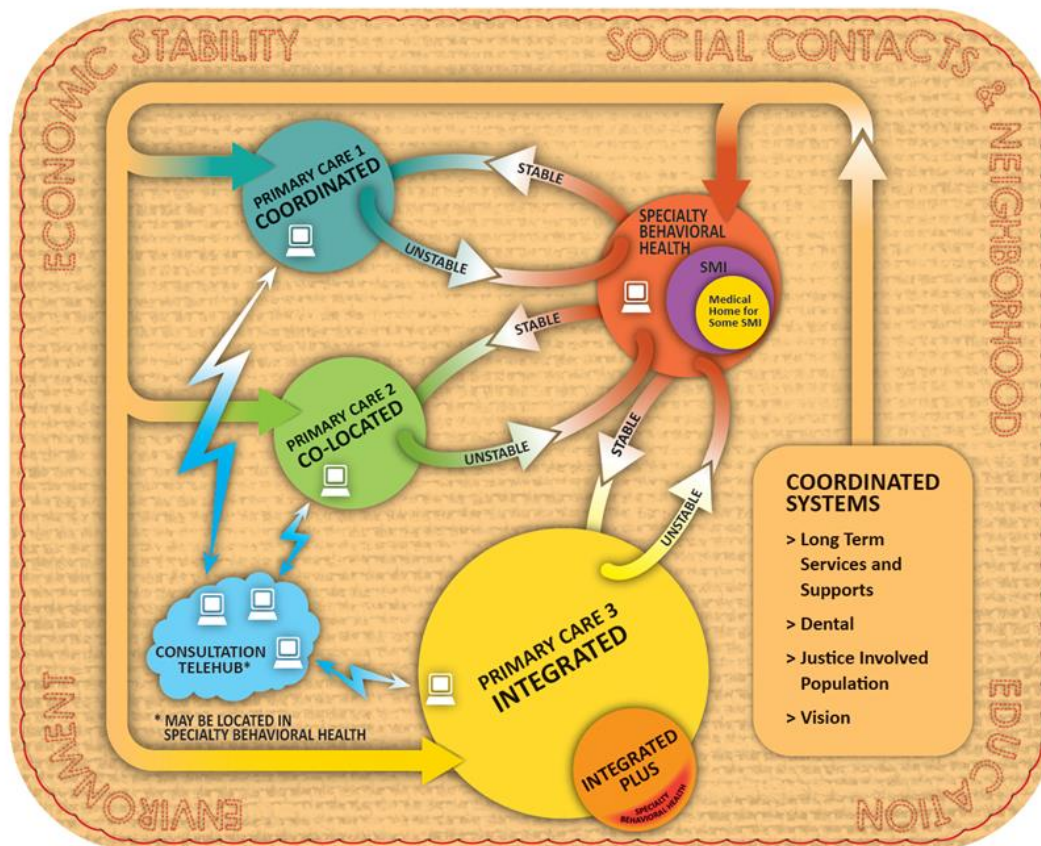 ECONOMIC STABILITY
SOCIAL CONTACTS & NEIGHBORHOOD
PRIMARY CARE 1
COORDINATED
STABLE
UNSTABLE
SPECIALTY
BEHAVIORAL
HEALTH
SMI
Medical
Home for
Some SMI
STABLE
PRIMARY CARE 2
CO-LOCATED
UNSTABLE
STABLE
UNSTABLE
COORDINATED
SYSTEMS
> Long Term
Services and
Supports
> Dental
> Justice Involved
Population
> Vision
CONSULTATION
TELEHUB*
* MAY BE LOCATED IN
SPECIALTY BEHAVIORAL HEALTH
PRIMARY CARE 3
INTEGRATED
INTEGRATED
PLUS
SPECIALTY
BEHAVIORAL HEALTH
ENVIRONMENT
EDUCATION